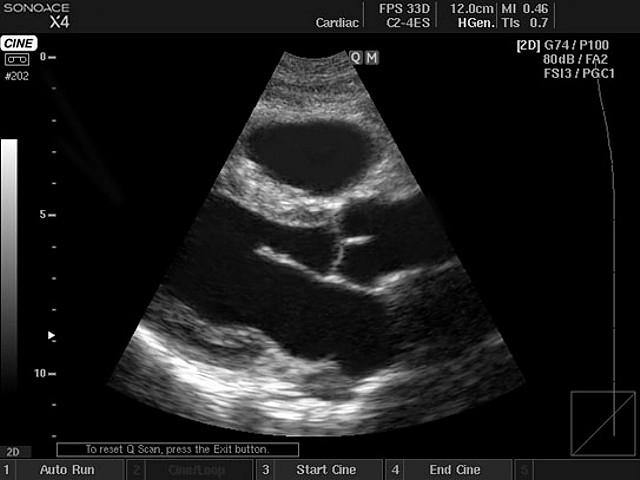 SONOACE
X4
Cardiac
FPS 33D
C2-4ES
12.0cm
HGen.
MI 0.46
TIs 0.7
CINE
#202
0
5
10
Q M
[2D] G74 / P100
80dB / FA2
FSI3 / PGC1
2D
To reset Q Scan, press the Exit button.
1 Auto Run
2 Cine/Loop
3 Start Cine
4 End Cine
5